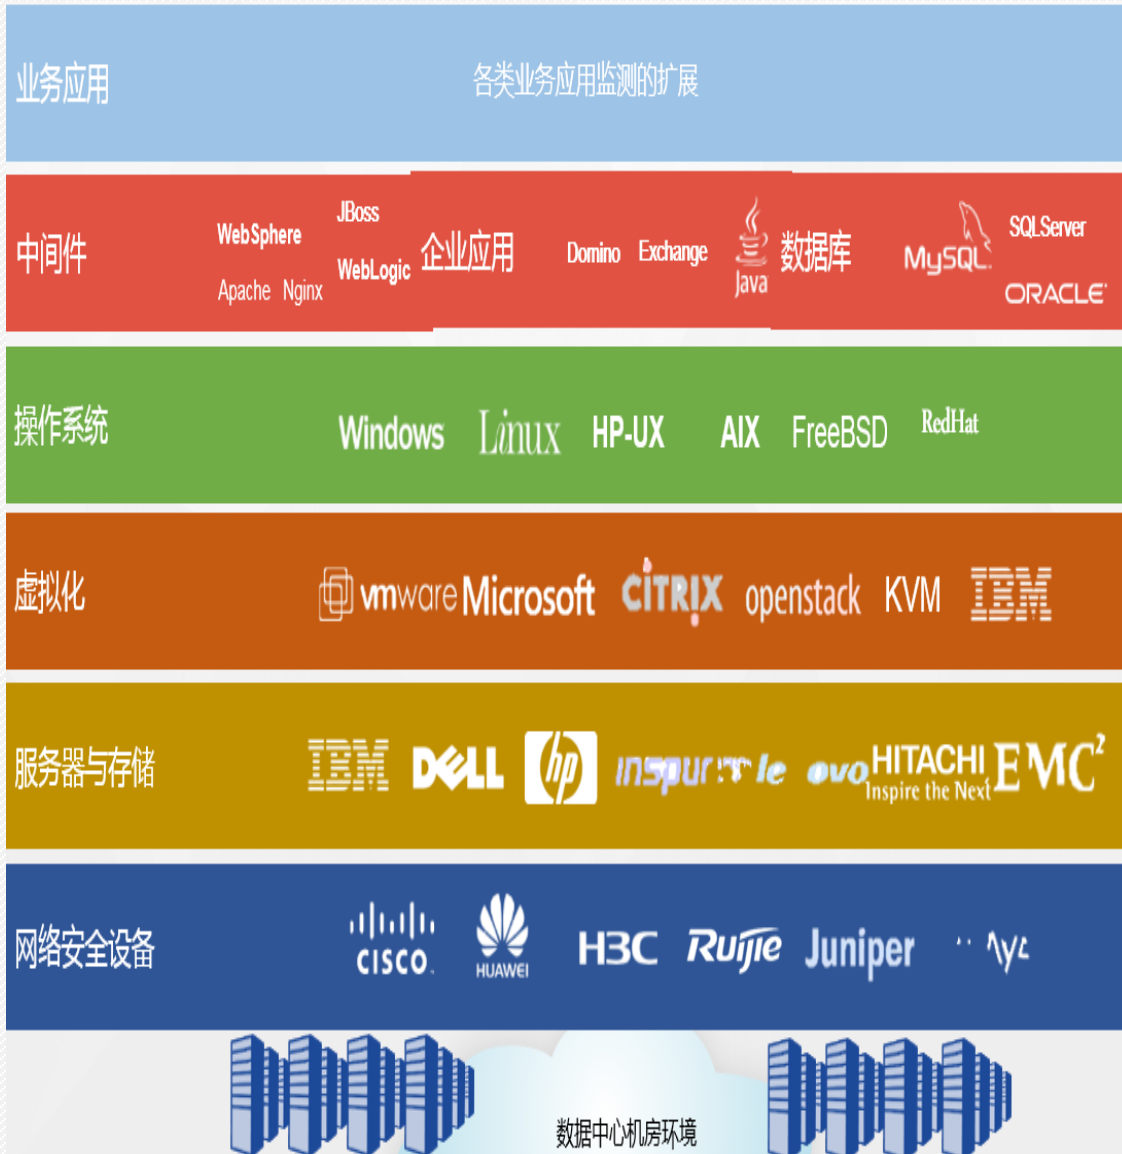 业务应用
各类业务应用监测的扩展
中间件
WebSphere
JBoss
Apache Nginx
WebLogic
企业应用
Domino Exchange
Java
数据库
MySQL
SQLServer
ORACLE
操作系统
Windows Linux HP-UX AIX FreeBSD RedHat
虚拟化
vmware Microsoft CİTRIX openstack KVM IBM
服务器与存储
IBM DELL hp inspur HITACHI EMC²
Inspire the Next
网络安全设备
CISCO HUAWEI H3C Ruijie Juniper
数据中心机房环境